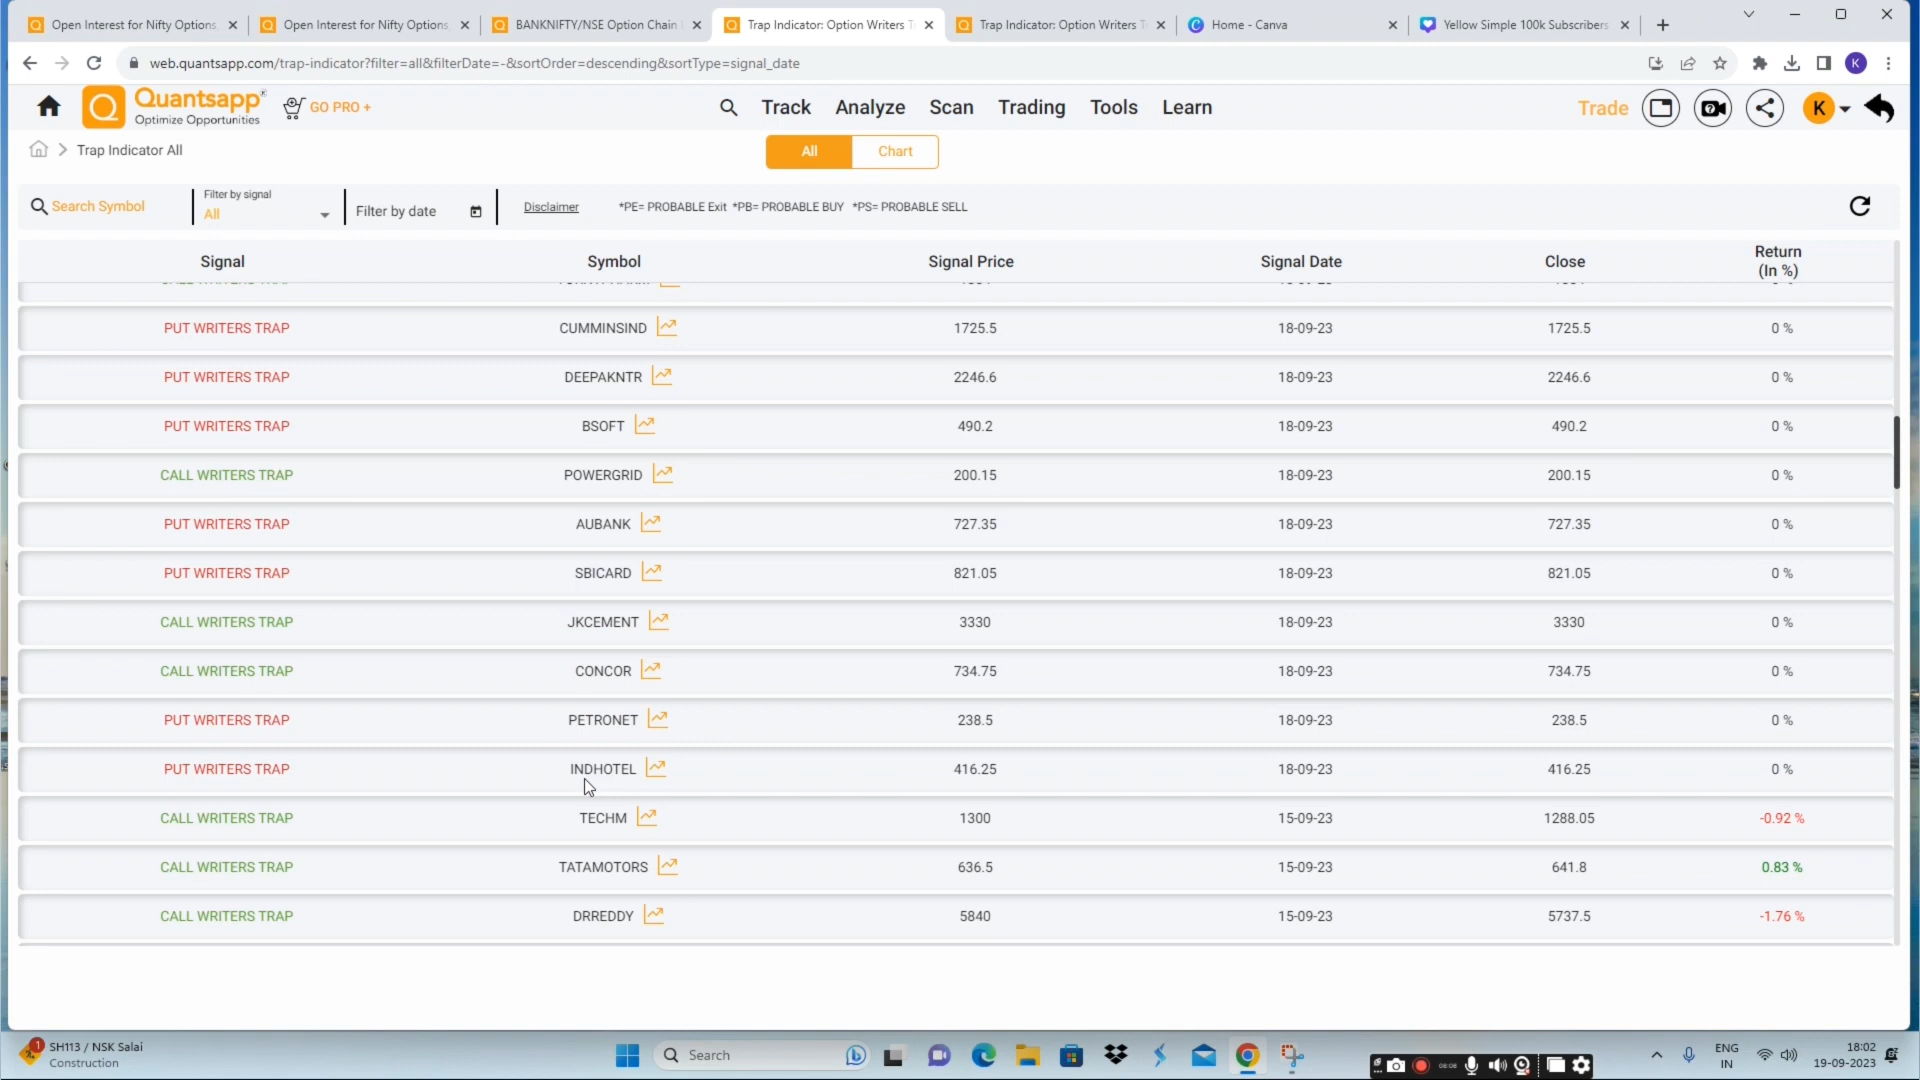 Open Interest for Nifty Options
Open Interest for Nifty Options
BANKNIFTY/NSE Option Chain
Trap Indicator: Option Writers T
Trap Indicator: Option Writers T
Home - Canva
Yellow Simple 100k Subscribers
web.quantsapp.com/trap-indicator?filter=all&filterDate=-&sortOrder=descending&sortType=signal_date
K
Quantsapp
Optimize Opportunities
GO PRO +
Track
Analyze
Scan
Trading
Tools
Learn
Trade
K
Trap Indicator All
All
Chart
Search Symbol
Filter by signal
All
Filter by date
Disclaimer
*PE= PROBABLE Exit *PB= PROBABLE BUY *PS= PROBABLE SELL
Signal Symbol Signal Price Signal Date Close Return (In %)
PUT WRITERS TRAP CUMMINSIND 1725.5 18-09-23 1725.5 0 %
PUT WRITERS TRAP DEEPAKNTR 2246.6 18-09-23 2246.6 0 %
PUT WRITERS TRAP BSOFT 490.2 18-09-23 490.2 0 %
CALL WRITERS TRAP POWERGRID 200.15 18-09-23 200.15 0 %
PUT WRITERS TRAP AUBANK 727.35 18-09-23 727.35 0 %
PUT WRITERS TRAP SBICARD 821.05 18-09-23 821.05 0 %
CALL WRITERS TRAP JKCEMENT 3330 18-09-23 3330 0 %
CALL WRITERS TRAP CONCOR 734.75 18-09-23 734.75 0 %
PUT WRITERS TRAP PETRONET 238.5 18-09-23 238.5 0 %
PUT WRITERS TRAP INDHOTEL 416.25 18-09-23 416.25 0 %
CALL WRITERS TRAP TECHM 1300 15-09-23 1288.05 -0.92 %
CALL WRITERS TRAP TATAMOTORS 636.5 15-09-23 641.8 0.83 %
CALL WRITERS TRAP DRREDDY 5840 15-09-23 5737.5 -1.76 %
SH113 / NSK Salai
Construction
1
Search
ENG
IN
18:02
19-09-2023